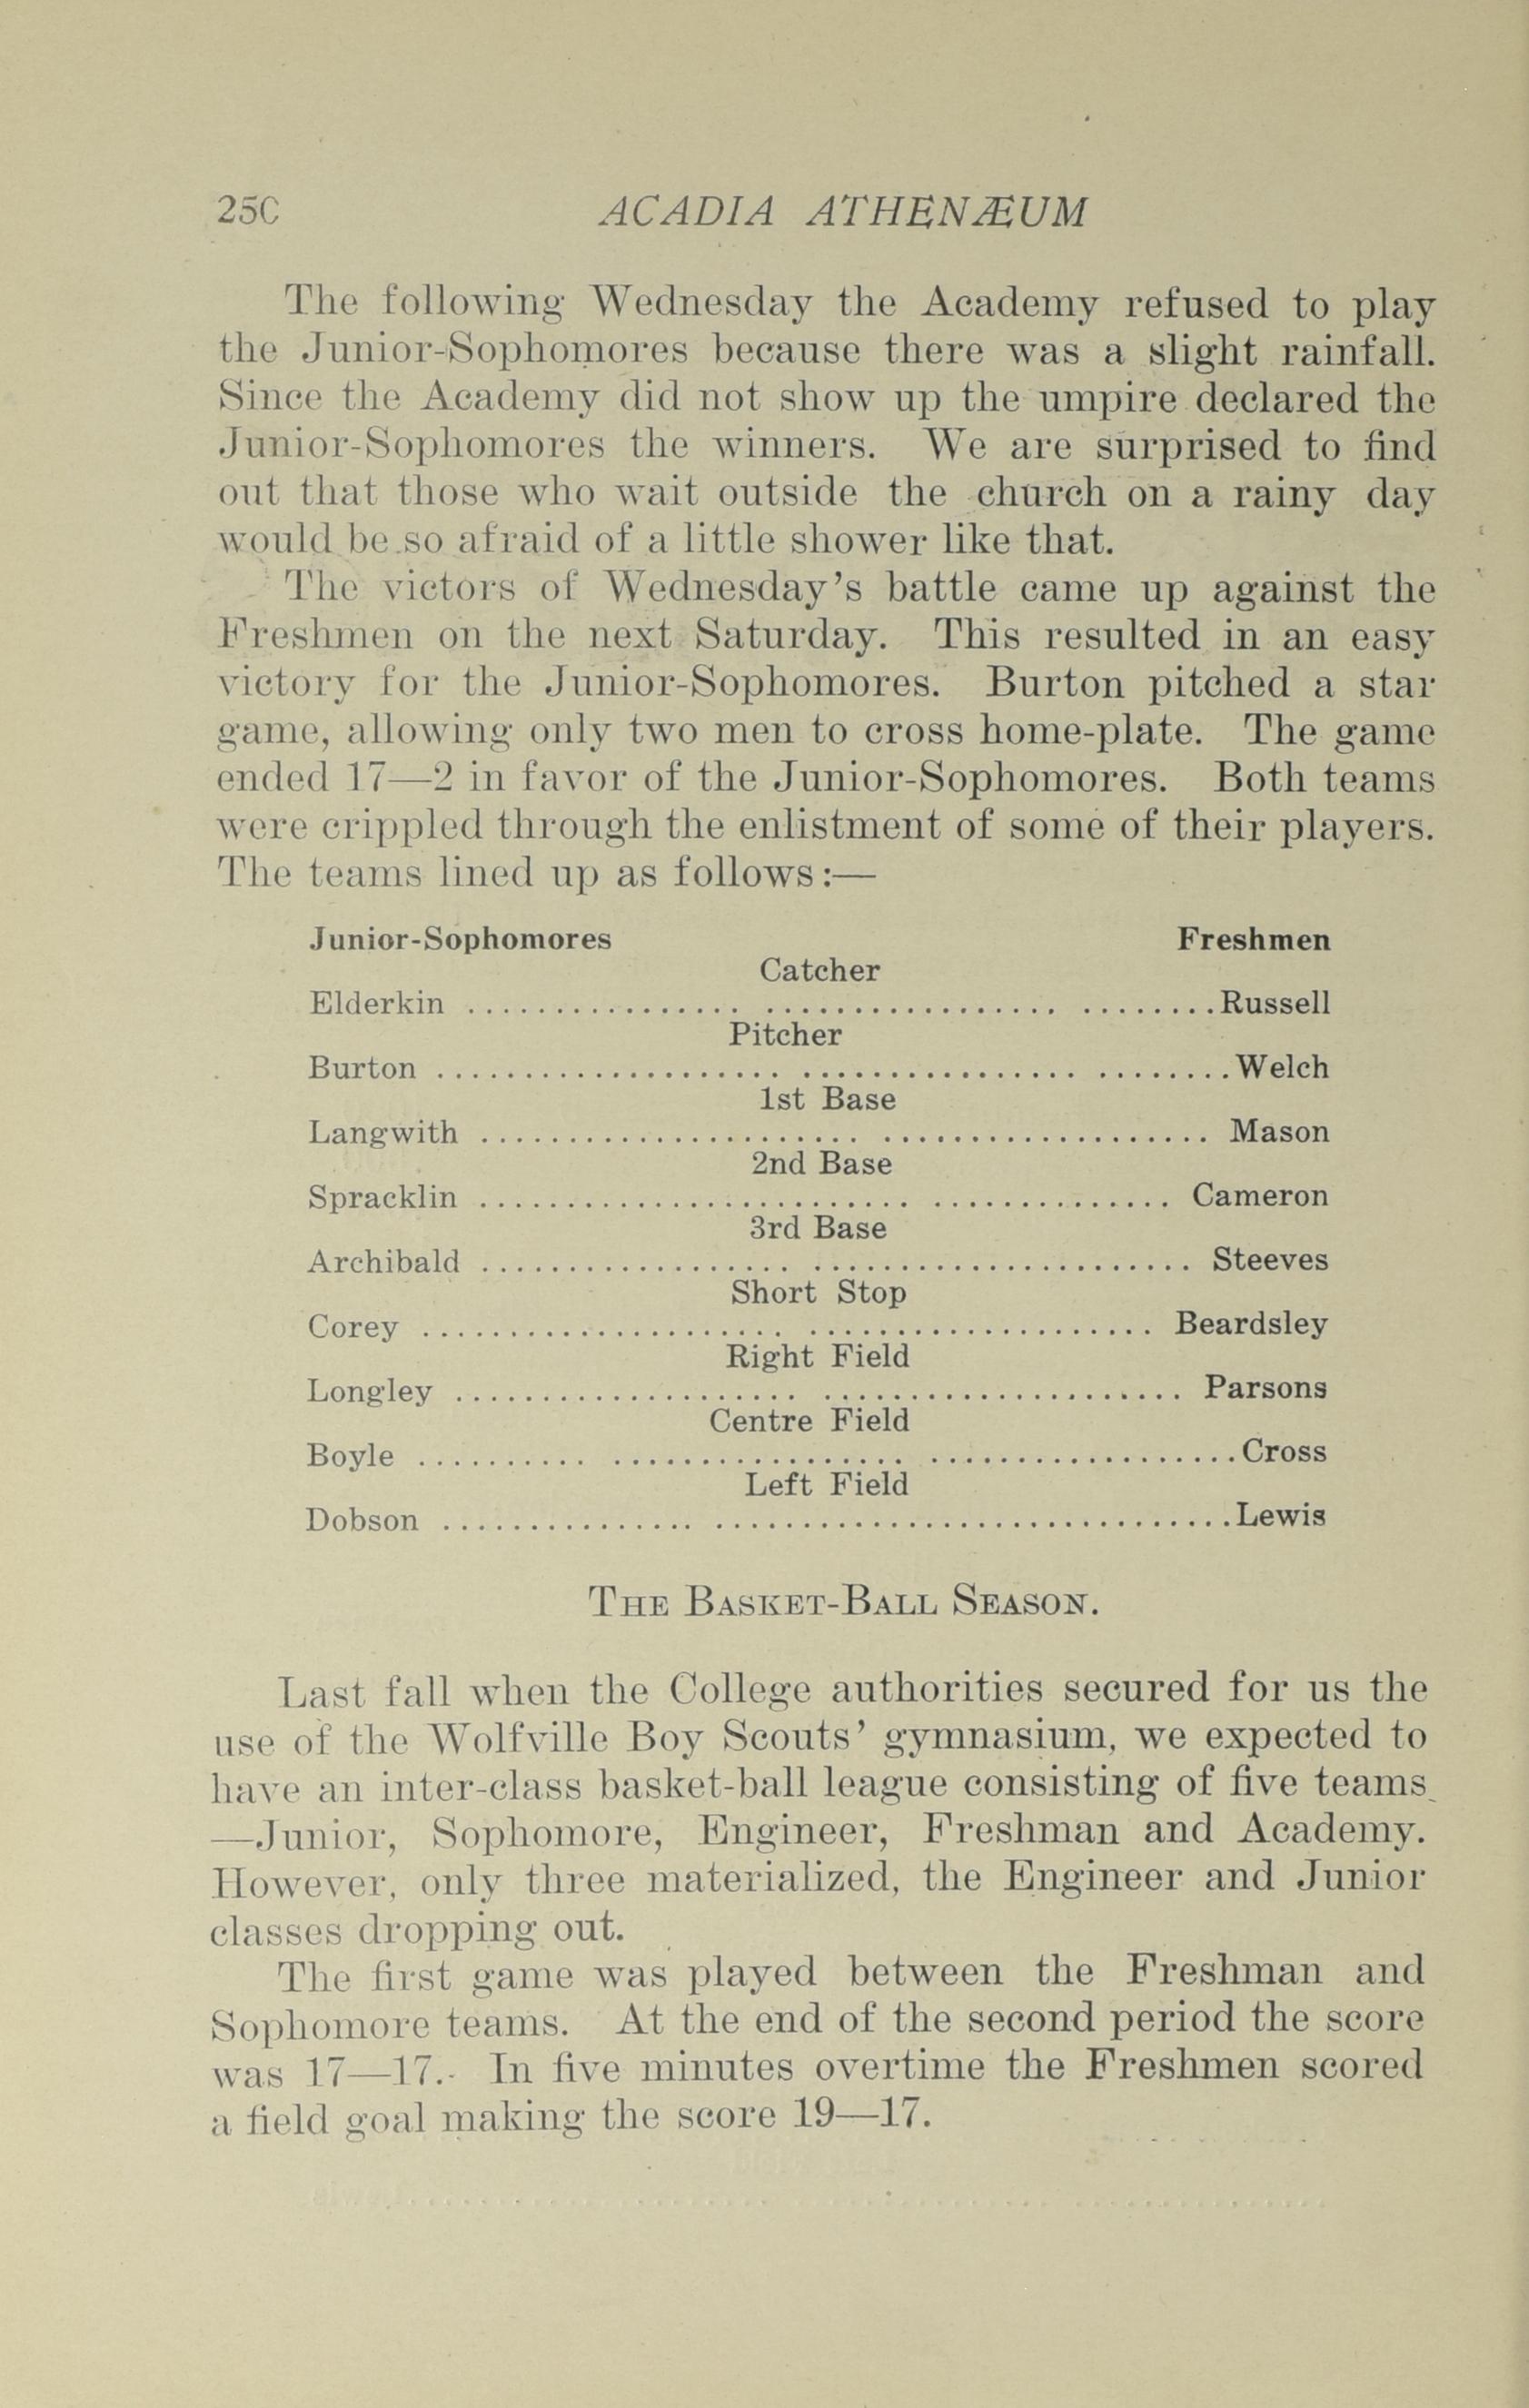 25C ACADIA ATHENÆUM
The following Wednesday the Academy refused to play
the Junior-Sophomores because there was a slight rainfall.
Since the Academy did not show up the umpire declared the
Junior-Sophomores the winners. We are surprised to find
out that those who wait outside the church on a rainy day
would be so afraid of a little shower like that.
The victors of Wednesday's battle came up against the
Freshmen on the next Saturday. This resulted in an easy
victory for the Junior-Sophomores. Burton pitched a star
game, allowing only two men to cross home-plate. The game
ended 17—2 in favor of the Junior-Sophomores. Both teams
were crippled through the enlistment of some of their players.
The teams lined up as follows:—
Junior-Sophomores Freshmen
Catcher
Elderkin ................ ................. ........Russell
Pitcher
Burton .................... ................ ........Welch
1st Base
Langwith ...................... ................... Mason
2nd Base
Spracklin ......................... .............. Cameron
3rd Base
Archibald .................. ...................... Steeves
Short Stop
Corey ..................... .................... Beardsley
Right Field
Longley .................... ..................... Parsons
Centre Field
Boyle .......... ................. ..................Cross
Left Field
Dobson ............... ..............................Lewis
THE BASKET-BALL SEASON.
Last fall when the College authorities secured for us the
use of the Wolfville Boy Scouts' gymnasium, we expected to
have an inter-class basket-ball league consisting of five teams
—Junior, Sophomore, Engineer, Freshman and Academy.
However, only three materialized, the Engineer and Junior
classes dropping out.
The first game was played between the Freshman and
Sophomore teams. At the end of the second period the score
was 17—17. In five minutes overtime the Freshmen scored
a field goal making the score 19—17.